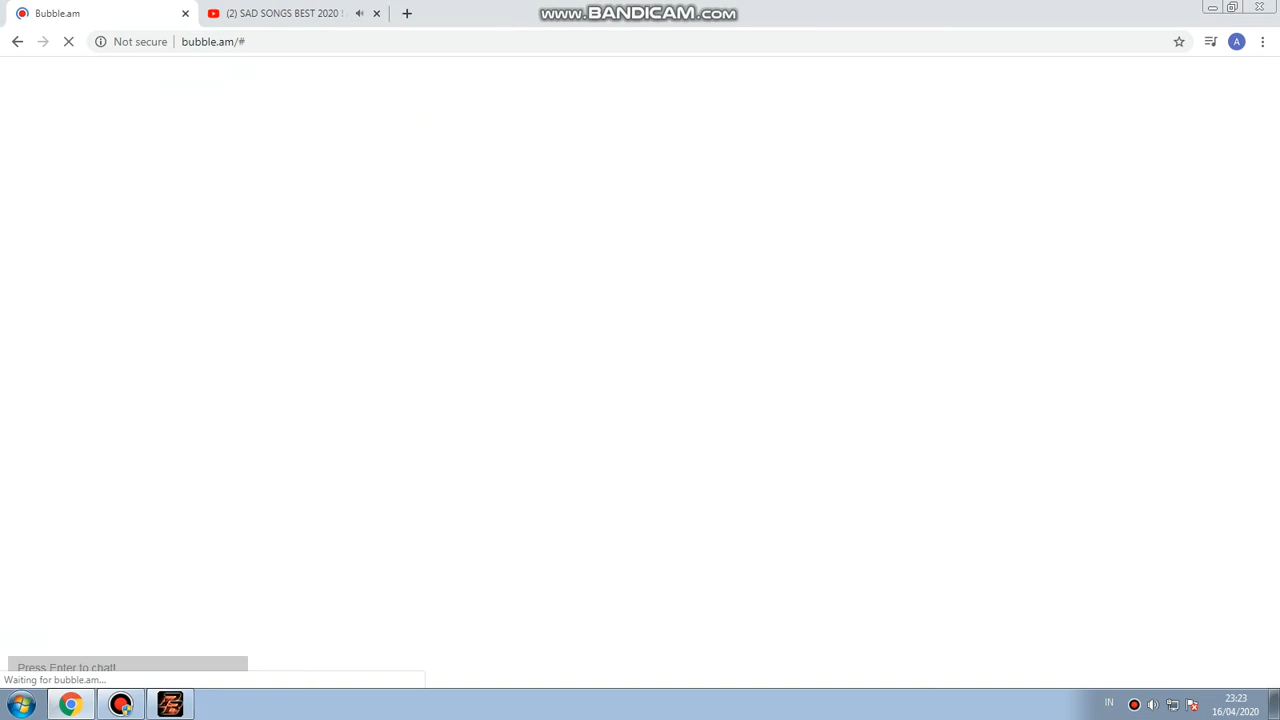 Bubble.am
(2) SAD SONGS BEST 2020
www.BANDICAM.com
Not secure
bubble.am/#
A
Press Enter to chat!
Waiting for bubble.am...
IN
23:23
16/04/2020